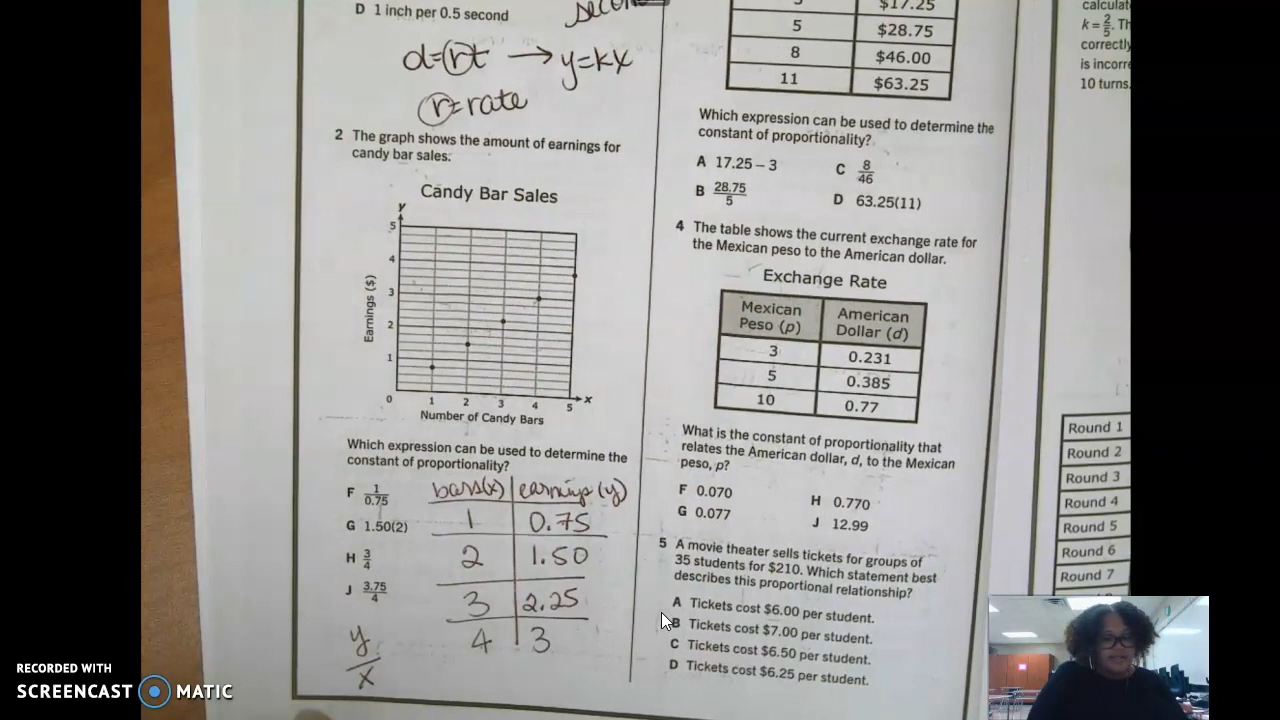 D 1 inch per 0.5 second
d=rt → y=kx
r=rate
2 The graph shows the amount of earnings for
candy bar sales.
Candy Bar Sales
y
5
4
3
2
1
0
1 2 3 4 5 x
Earnings ($)
Number of Candy Bars
Which expression can be used to determine the
constant of proportionality?
F 1/0.75
G 1.50(2)
H 3/4
J 3.75/4
bars(x) earnings (y)
1 0.75
2 1.50
3 2.25
4 3
y/x
$17.25
5 $28.75
8 $46.00
11 $63.25
Which expression can be used to determine the
constant of proportionality?
A 17.25 – 3
B 28.75/5
C 8/46
D 63.25(11)
4 The table shows the current exchange rate for
the Mexican peso to the American dollar.
Exchange Rate
Mexican Peso (p) American Dollar (d)
3 0.231
5 0.385
10 0.77
What is the constant of proportionality that
relates the American dollar, d, to the Mexican
peso, p?
F 0.070
G 0.077
H 0.770
J 12.99
5 A movie theater sells tickets for groups of
35 students for $210. Which statement best
describes this proportional relationship?
A Tickets cost $6.00 per student.
B Tickets cost $7.00 per student.
C Tickets cost $6.50 per student.
D Tickets cost $6.25 per student.
k = 2/5. Th
correctly
is incorre
10 turns.
Round 1
Round 2
Round 3
Round 4
Round 5
Round 6
Round 7
RECORDED WITH
SCREENCAST MATIC